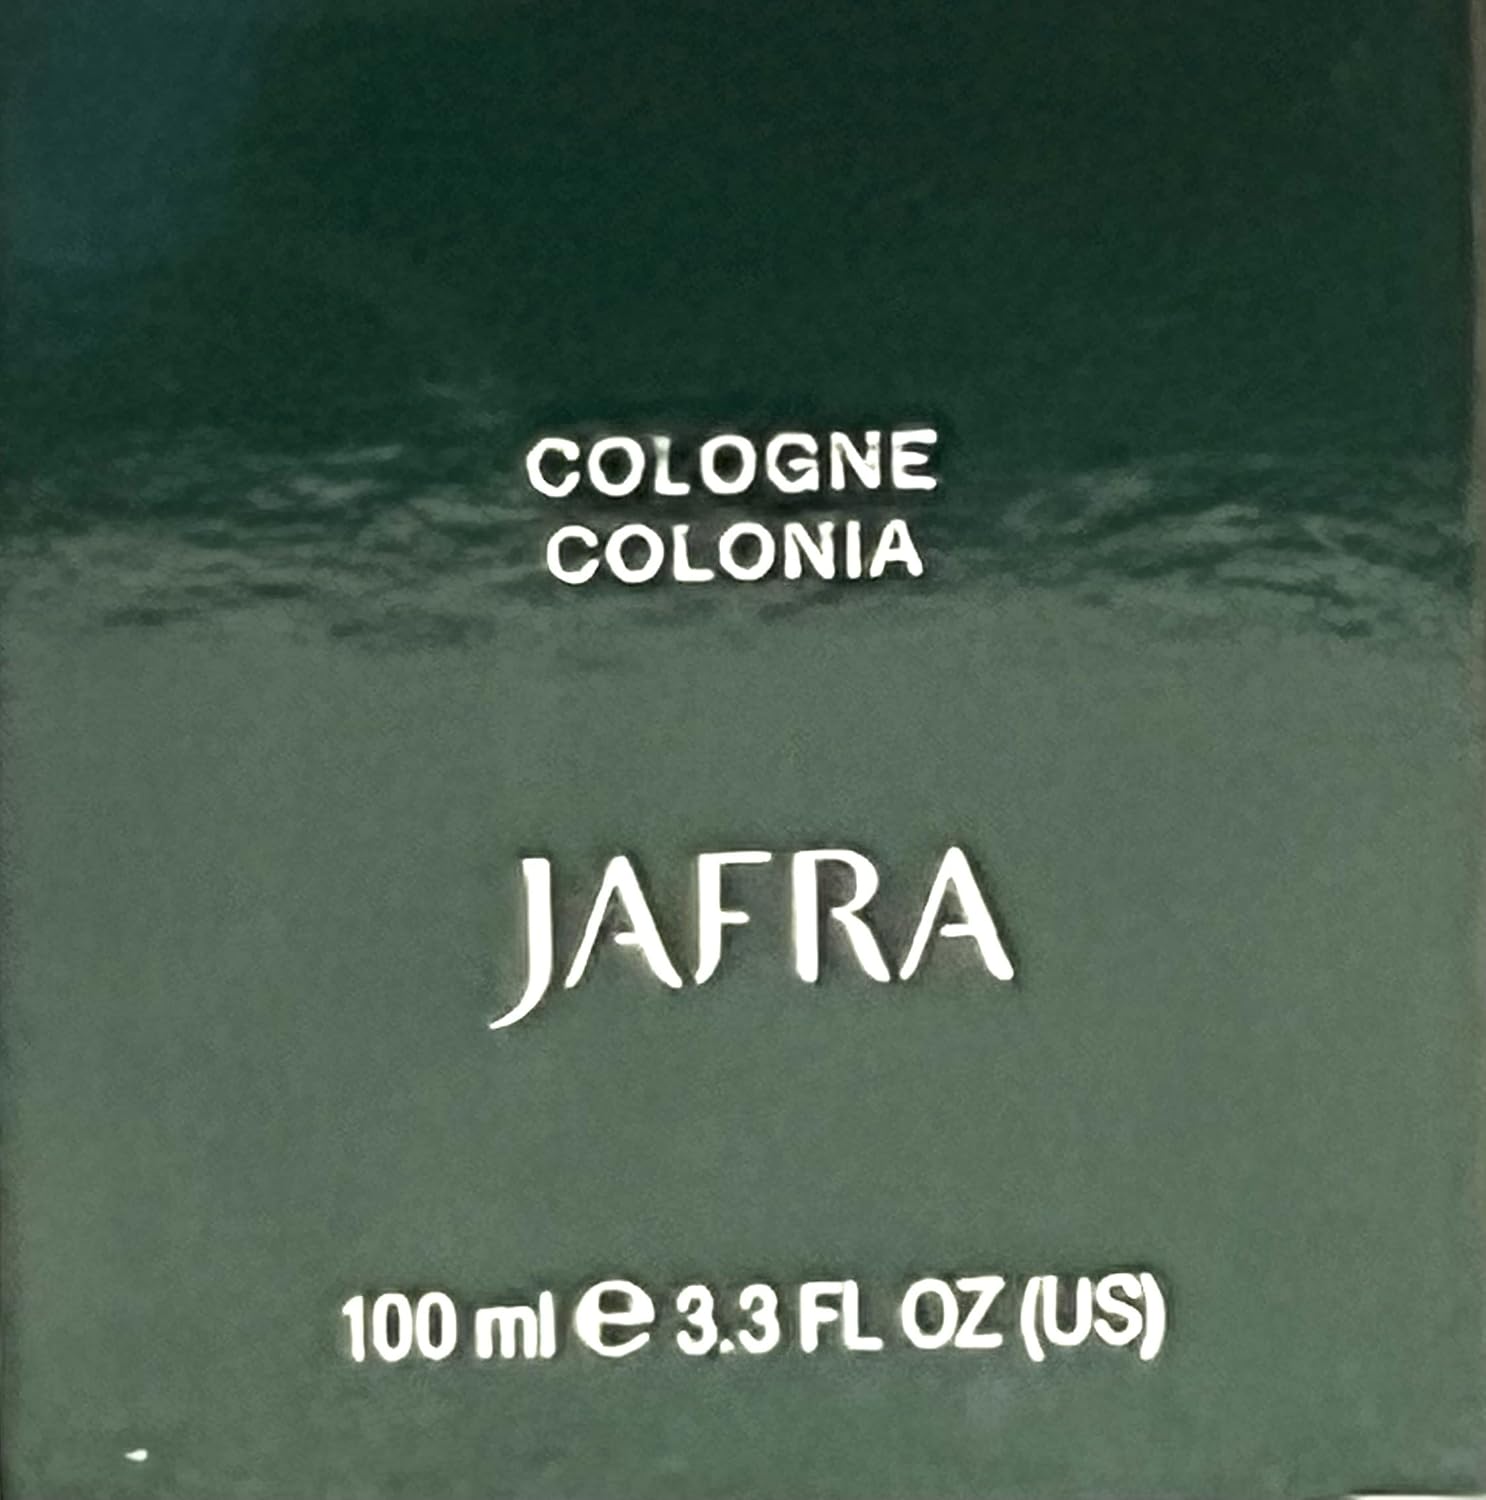 COLOGNE
COLONIA
JAFRA
100 ml e 3.3 FL OZ (US)